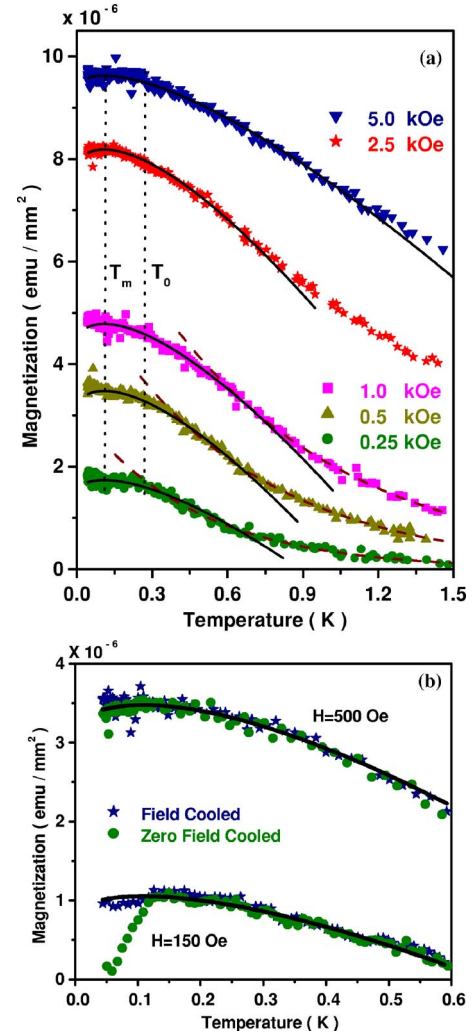 x 10⁻⁶
(a)
10
8
6
4
2
0
5.0 kOe
2.5 kOe
Tm T0
1.0 kOe
0.5 kOe
0.25 kOe
Magnetization ( emu / mm² )
0.0 0.3 0.6 0.9 1.2 1.5
Temperature ( K )
X 10⁻⁶
(b)
4
3
2
1
0
H=500 Oe
Field Cooled
Zero Field Cooled
H=150 Oe
Magnetization ( emu / mm² )
0.0 0.1 0.2 0.3 0.4 0.5 0.6
Temperature ( K )